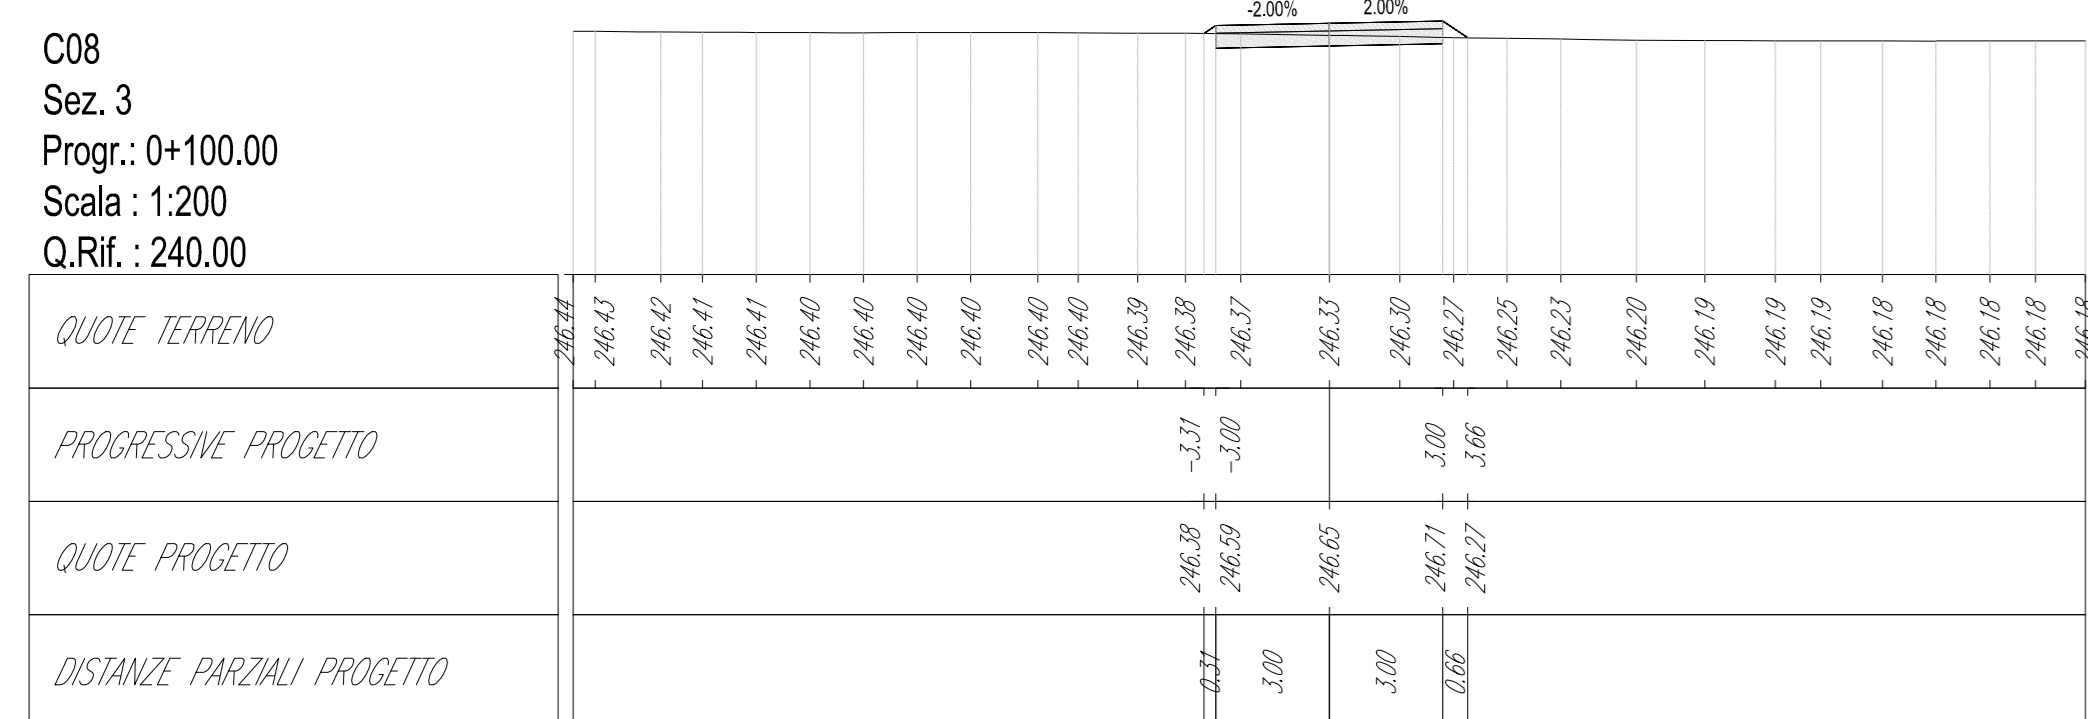 -2.00% 2.00%
C08
Sez. 3
Progr.: 0+100.00
Scala : 1:200
Q.Rif. : 240.00
QUOTE TERRENO 246.44 246.43 246.42 246.41 246.41 246.40 246.40 246.40 246.40 246.40 246.40 246.39 246.38 246.37 246.33 246.30 246.27 246.25 246.23 246.20 246.19 246.19 246.19 246.18 246.18 246.18 246.18 246.18
PROGRESSIVE PROGETTO -3.31 -3.00 3.00 3.66
QUOTE PROGETTO 246.38 246.59 246.65 246.71 246.27
DISTANZE PARZIALI PROGETTO 0.31 3.00 3.00 0.66